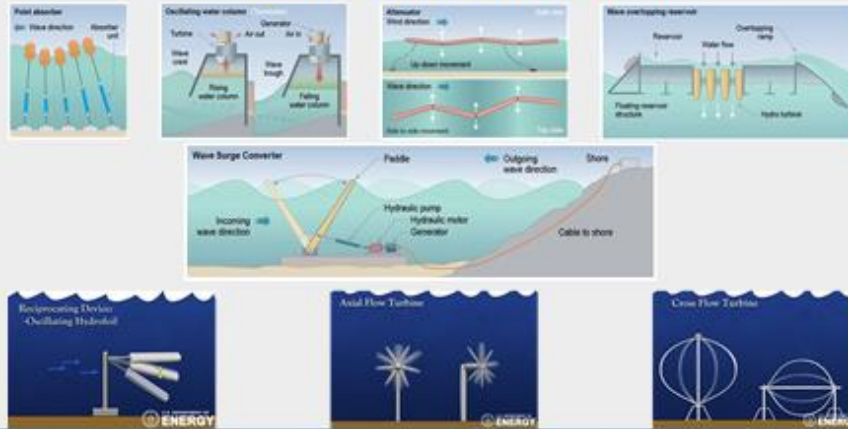 Point absorber
Wave direction
Absorber
unit
Oscillating water column
Generator
Turbine
Air out
Air in
Wave
crest
Wave
trough
Rising
water column
Falling
water column
Attenuator
Wind direction
Up-down movement
Wave direction
Side to side movement
Wave overtopping reservoir
Overtopping
ramp
Reservoir
Water flow
Floating reservoir
structure
Hydro turbine
Wave Surge Converter
Paddle
Outgoing
wave direction
Shore
Incoming
wave direction
Hydraulic pump
Hydraulic motor
Generator
Cable to shore
Reciprocating Device:
-Oscillating Hydrofoil
ENERGY
Axial Flow Turbine
ENERGY
Cross Flow Turbine